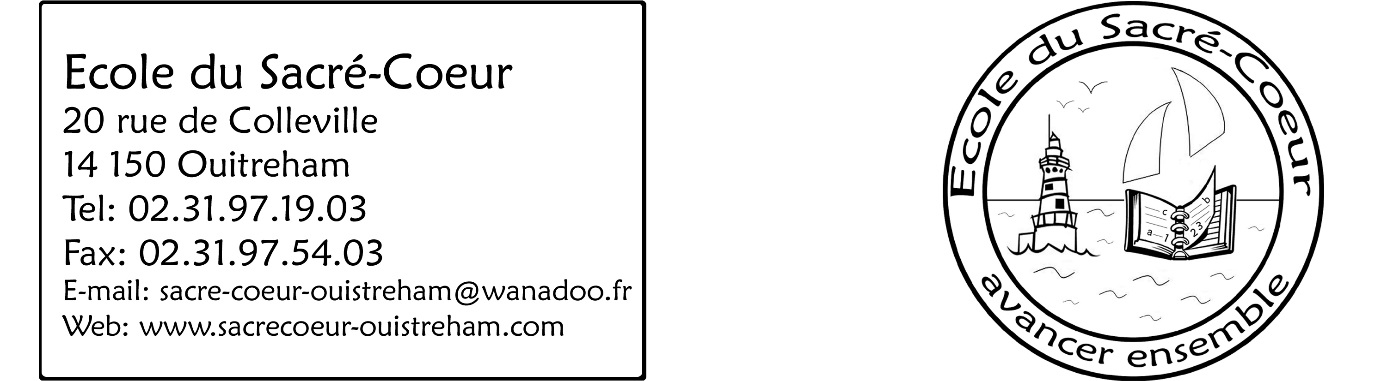 Ecole du Sacré-Coeur
20 rue de Colleville
14 150 Ouitreham
Tel: 02.31.97.19.03
Fax: 02.31.97.54.03
E-mail: sacre-coeur-ouistreham@wanadoo.fr
Web: www.sacrecoeur-ouistreham.com
Ecole du Sacré-Coeur
c
b
a-1
23
avancer ensemble